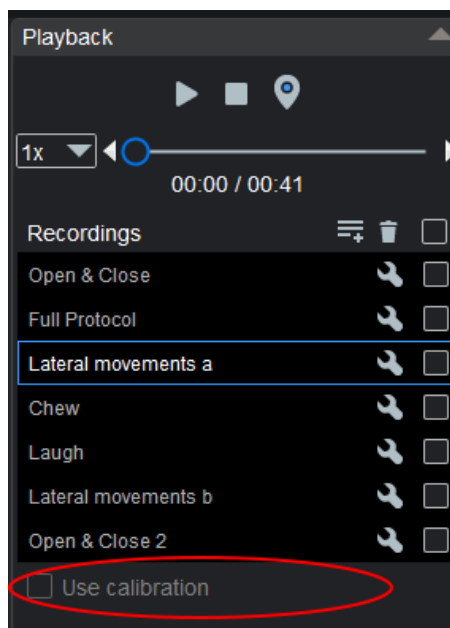 Playback
1x
00:00 / 00:41
Recordings
Open & Close
Full Protocol
Lateral movements a
Chew
Laugh
Lateral movements b
Open & Close 2
Use calibration